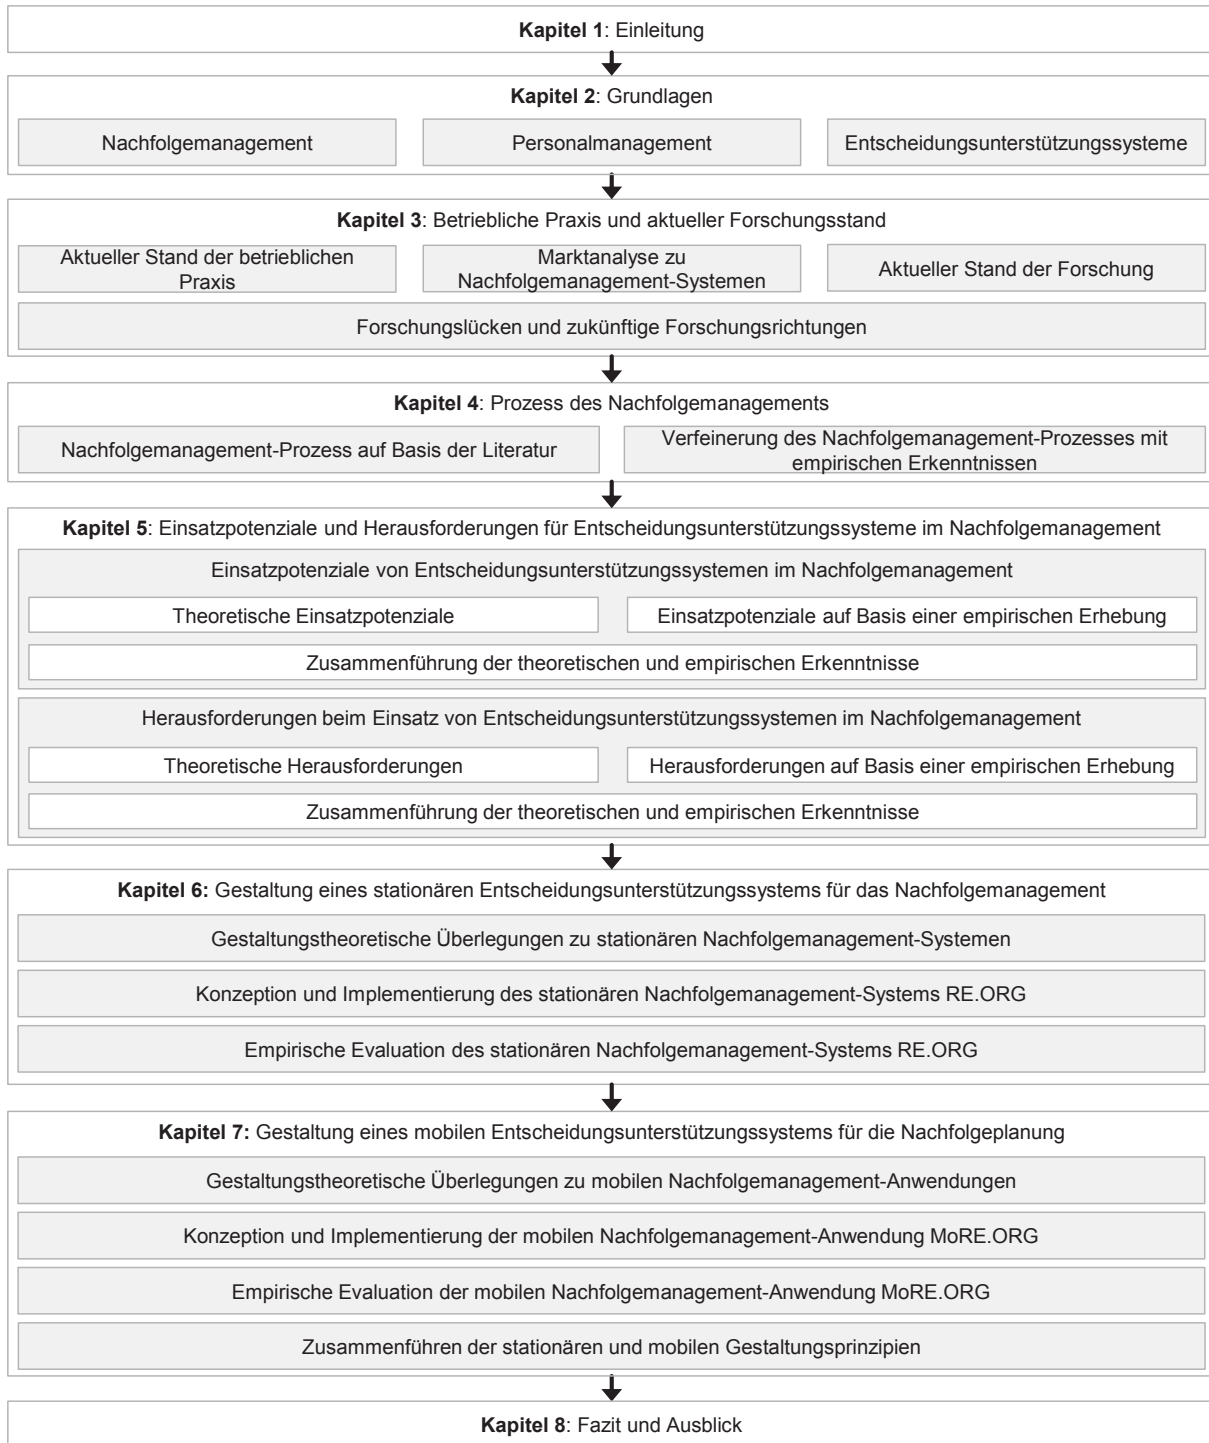 Kapitel 1: Einleitung
Kapitel 2: Grundlagen
Nachfolgemanagement
Personalmanagement
Entscheidungsunterstützungssysteme
Kapitel 3: Betriebliche Praxis und aktueller Forschungsstand
Aktueller Stand der betrieblichen
Praxis
Marktanalyse zu
Nachfolgemanagement-Systemen
Aktueller Stand der Forschung
Forschungslücken und zukünftige Forschungsrichtungen
Kapitel 4: Prozess des Nachfolgemanagements
Nachfolgemanagement-Prozess auf Basis der Literatur
Verfeinerung des Nachfolgemanagement-Prozesses mit
empirischen Erkenntnissen
Kapitel 5: Einsatzpotenziale und Herausforderungen für Entscheidungsunterstützungssysteme im Nachfolgemanagement
Einsatzpotenziale von Entscheidungsunterstützungssystemen im Nachfolgemanagement
Theoretische Einsatzpotenziale
Einsatzpotenziale auf Basis einer empirischen Erhebung
Zusammenführung der theoretischen und empirischen Erkenntnisse
Herausforderungen beim Einsatz von Entscheidungsunterstützungssystemen im Nachfolgemanagement
Theoretische Herausforderungen
Herausforderungen auf Basis einer empirischen Erhebung
Zusammenführung der theoretischen und empirischen Erkenntnisse
Kapitel 6: Gestaltung eines stationären Entscheidungsunterstützungssystems für das Nachfolgemanagement
Gestaltungstheoretische Überlegungen zu stationären Nachfolgemanagement-Systemen
Konzeption und Implementierung des stationären Nachfolgemanagement-Systems RE.ORG
Empirische Evaluation des stationären Nachfolgemanagement-Systems RE.ORG
Kapitel 7: Gestaltung eines mobilen Entscheidungsunterstützungssystems für die Nachfolgeplanung
Gestaltungstheoretische Überlegungen zu mobilen Nachfolgemanagement-Anwendungen
Konzeption und Implementierung der mobilen Nachfolgemanagement-Anwendung MoRE.ORG
Empirische Evaluation der mobilen Nachfolgemanagement-Anwendung MoRE.ORG
Zusammenführen der stationären und mobilen Gestaltungsprinzipien
Kapitel 8: Fazit und Ausblick